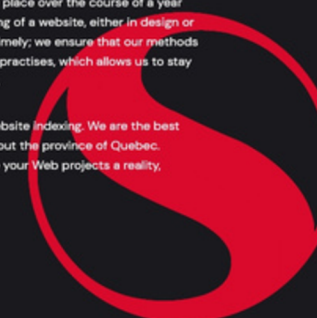 place over the course of a year
ng of a website, either in design or
imely; we ensure that our methods
practises, which allows us to stay
bsite indexing. We are the best
out the province of Quebec.
your Web projects a reality,